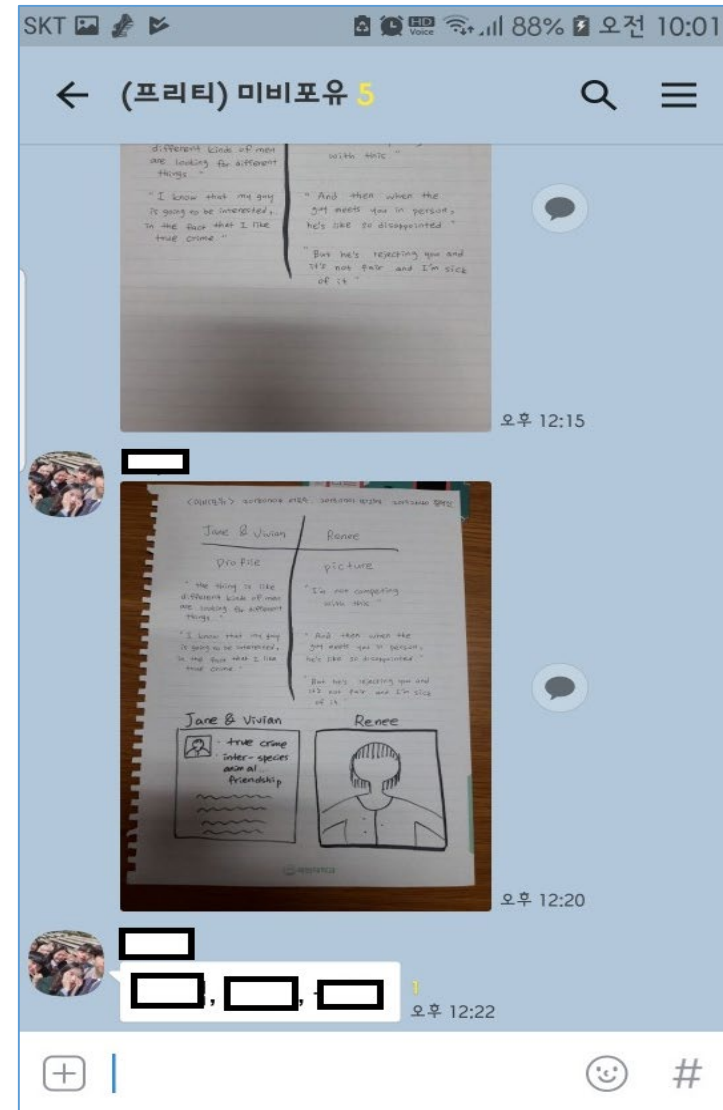 SKT HD Voice 88% 오전 10:01
(프리티) 미비포유 5
different kinds of men
are looking for different
things "
"I know that my guy
is going to be interested,
in the fact that I like
true crime "
with this "
" And then when the
guy meets you in person,
he's like so disappointed "
"But he's rejecting you and
it's not fair and I'm sick
of it "
오후 12:15
Jane & Vivian
Renee
profile
picture
" the thing is like
different kinds of men
are looking for different
things "
"I know that my guy
is going to be interested,
in the fact that I like
true crime "
"I'm not competing
with this "
" And then when the
guy meets you in person,
he's like so disappointed "
"But he's rejecting you and
it's not fair and I'm sick
of it "
Jane & Vivian
· true crime
· inter-species
animal...
friendship
Renee
오후 12:20
, ,
1
오후 12:22
#